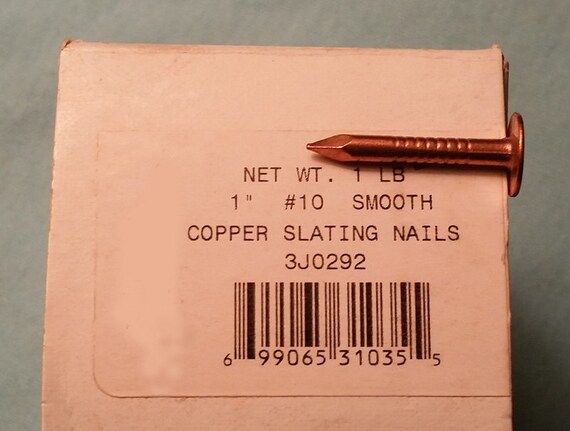 NET WT. 1 LB
1" #10 SMOOTH
COPPER SLATING NAILS
3J0292
6 99065 31035 5